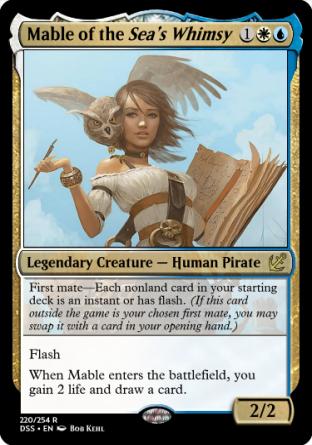 Mable of the Sea's Whimsy 1
Legendary Creature — Human Pirate
First mate—Each nonland card in your starting
deck is an instant or has flash. (If this card
outside the game is your chosen first mate, you may
swap it with a card in your opening hand.)
Flash
When Mable enters the battlefield, you
gain 2 life and draw a card.
2/2
220/254 R
DSS • EN Bob Kehl